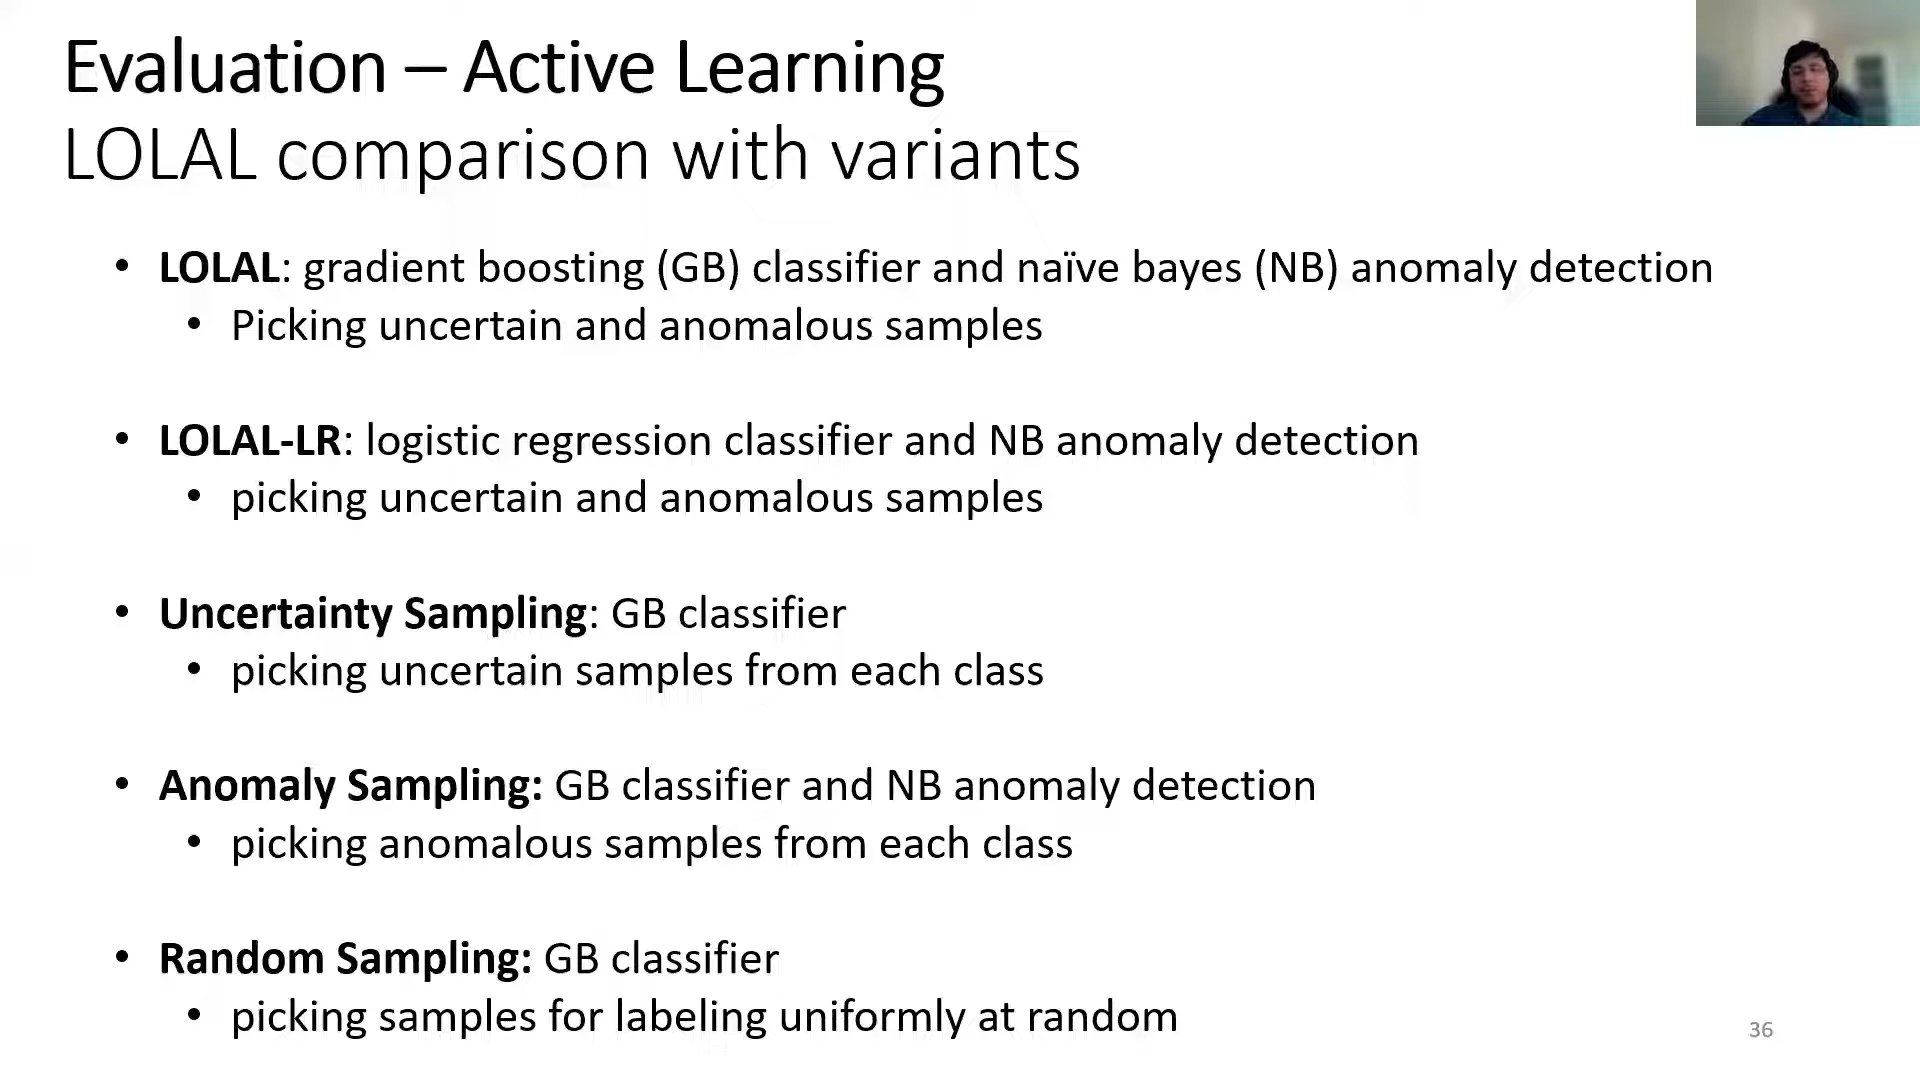 Evaluation – Active Learning
LOLAL comparison with variants
• LOLAL: gradient boosting (GB) classifier and naïve bayes (NB) anomaly detection
• Picking uncertain and anomalous samples
• LOLAL-LR: logistic regression classifier and NB anomaly detection
• picking uncertain and anomalous samples
• Uncertainty Sampling: GB classifier
• picking uncertain samples from each class
• Anomaly Sampling: GB classifier and NB anomaly detection
• picking anomalous samples from each class
• Random Sampling: GB classifier
• picking samples for labeling uniformly at random
36